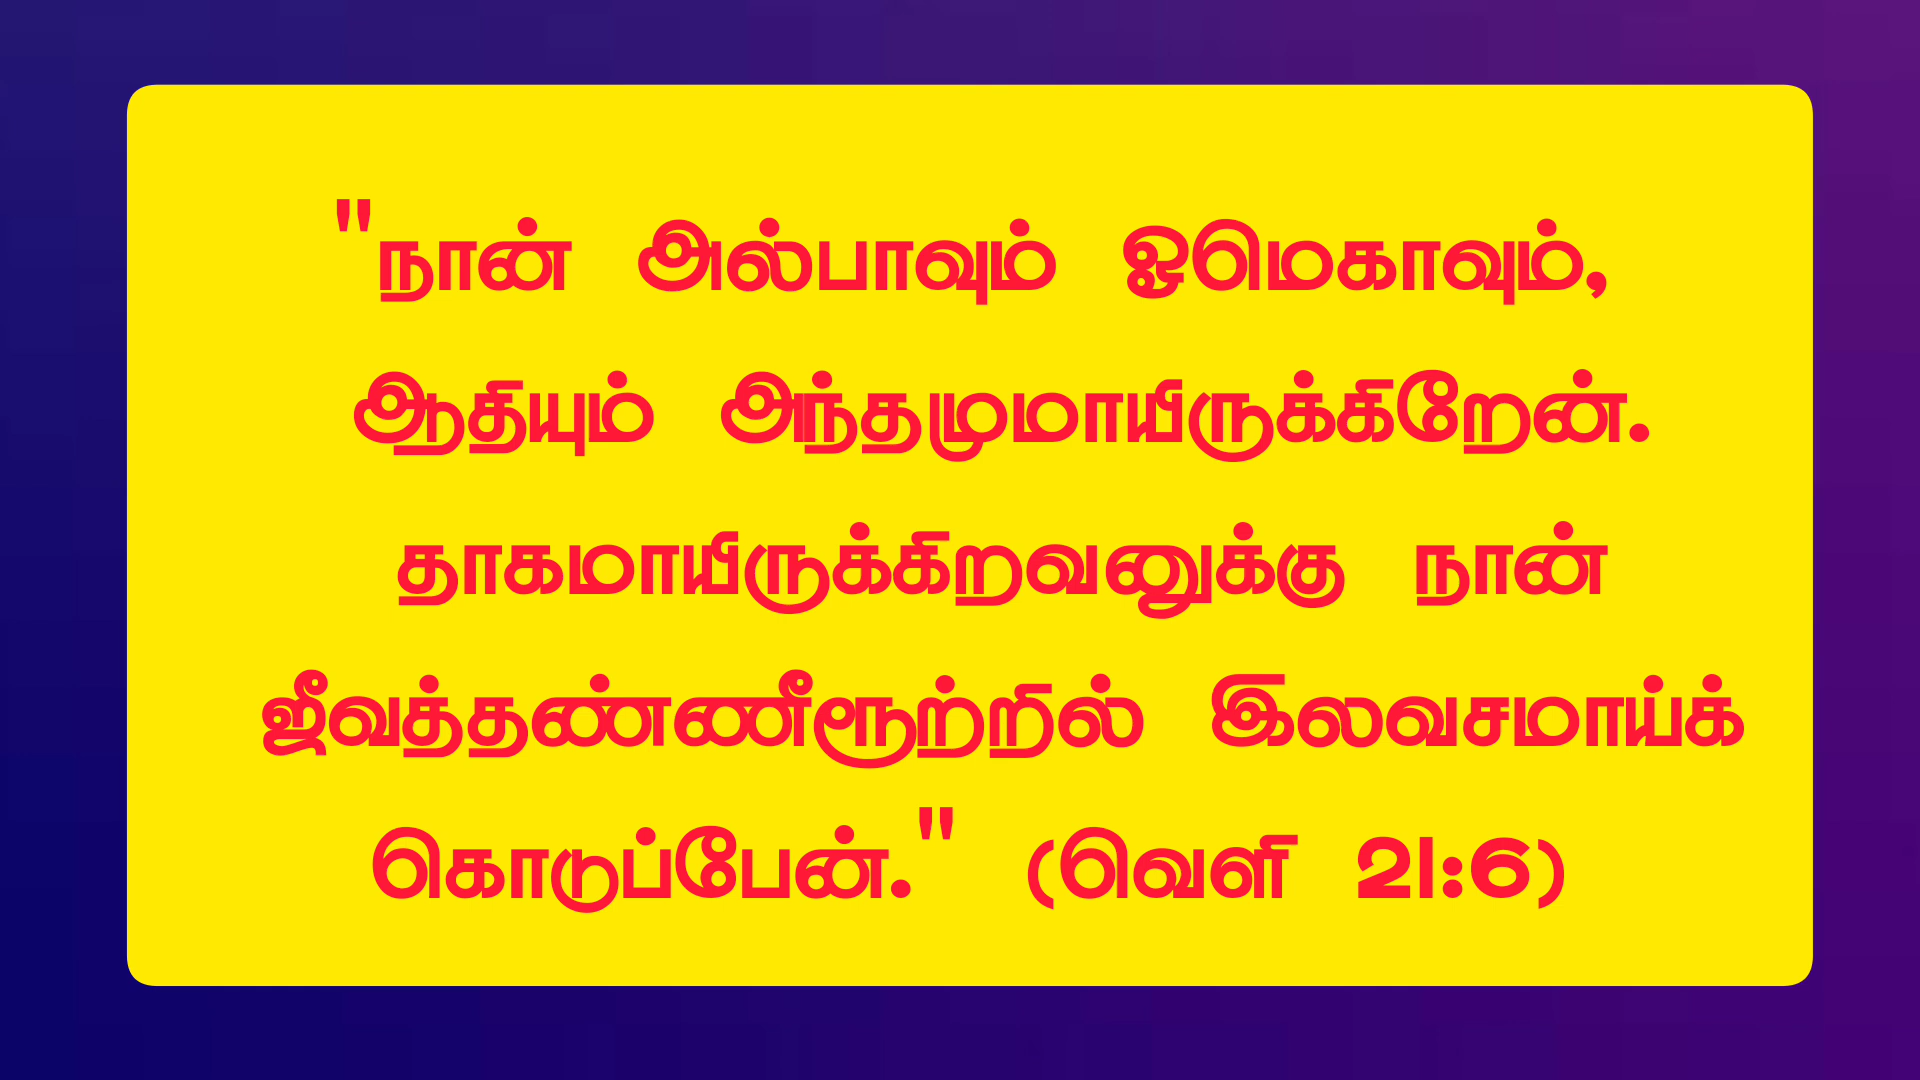 "நான் அல்பாவும் ஓமெகாவும்,
ஆதியும் அந்தமுமாயிருக்கிறேன்.
தாகமாயிருக்கிறவனுக்கு நான்
ஜீவத்தண்ணீரூற்றில் இலவசமாய்க்
கொடுப்பேன்." (வெளி 21:6)